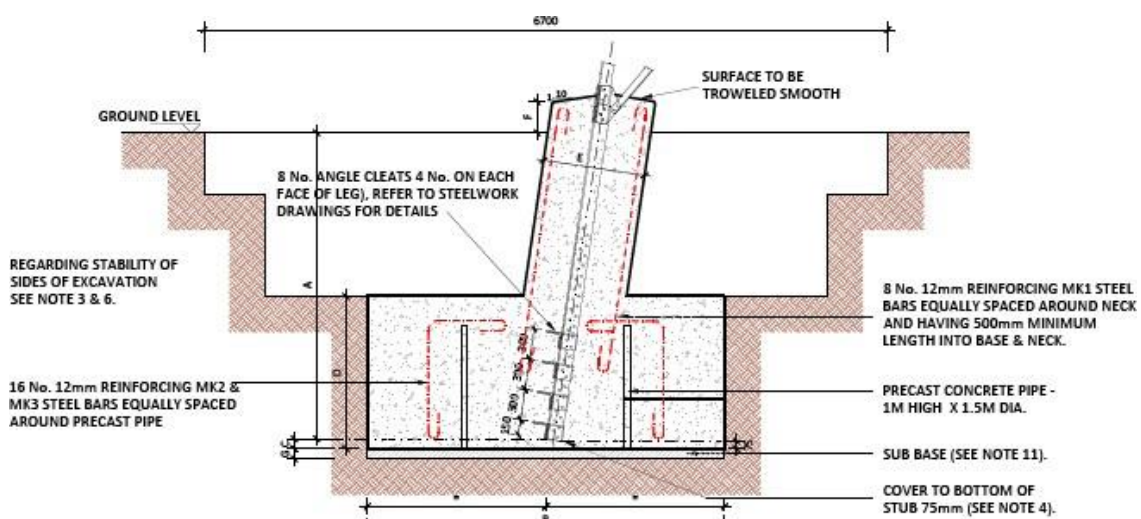 6700
SURFACE TO BE
TROWELED SMOOTH
1:10
F
GROUND LEVEL
8 No. ANGLE CLEATS 4 No. ON EACH
FACE OF LEG), REFER TO STEELWORK
DRAWINGS FOR DETAILS
A
REGARDING STABILITY OF
SIDES OF EXCAVATION
SEE NOTE 3 & 6.
8 No. 12mm REINFORCING MK1 STEEL
BARS EQUALLY SPACED AROUND NECK
AND HAVING 500mm MINIMUM
LENGTH INTO BASE & NECK.
16 No. 12mm REINFORCING MK2 &
MK3 STEEL BARS EQUALLY SPACED
AROUND PRECAST PIPE
D
300
150
PRECAST CONCRETE PIPE -
1M HIGH X 1.5M DIA.
C
G
SUB BASE (SEE NOTE 11).
COVER TO BOTTOM OF
STUB 75mm (SEE NOTE 4).